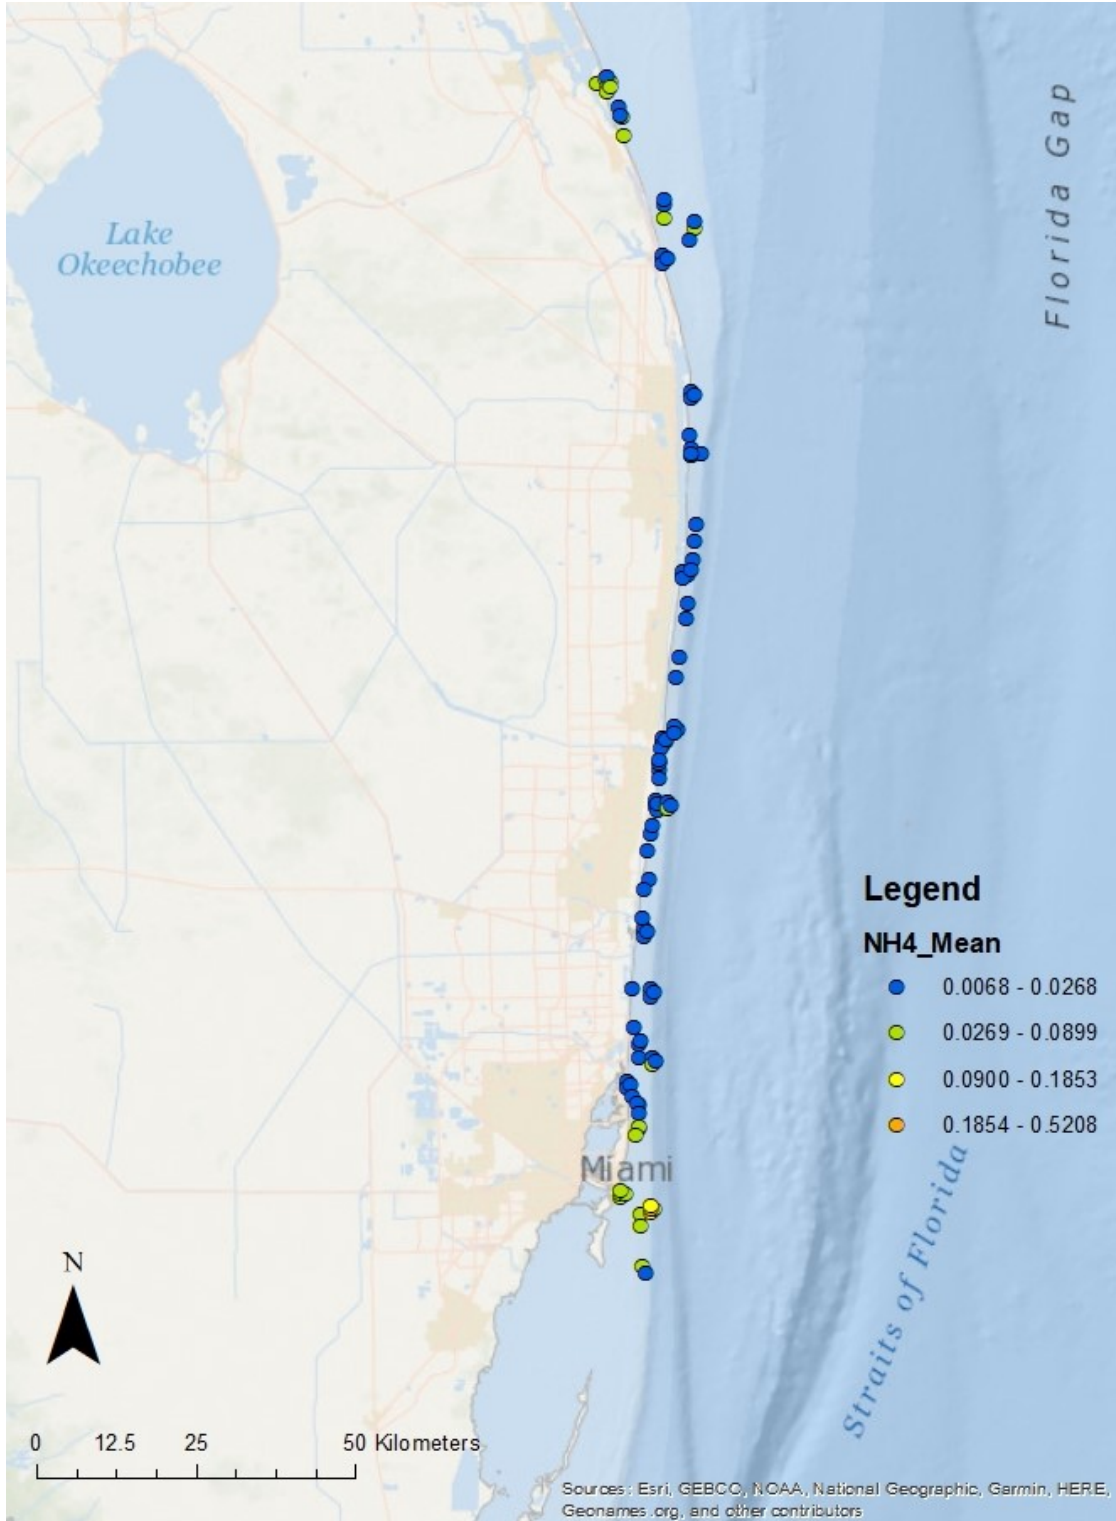 Florida Gap
Lake
Okeechobee
Legend
NH4_Mean
0.0068 - 0.0268
0.0269 - 0.0899
0.0900 - 0.1853
0.1854 - 0.5208
Miami
Straits of Florida
N
0 12.5 25 50 Kilometers
Sources: Esri, GEBCO, NOAA, National Geographic, Garmin, HERE,
Geonames.org, and other contributors